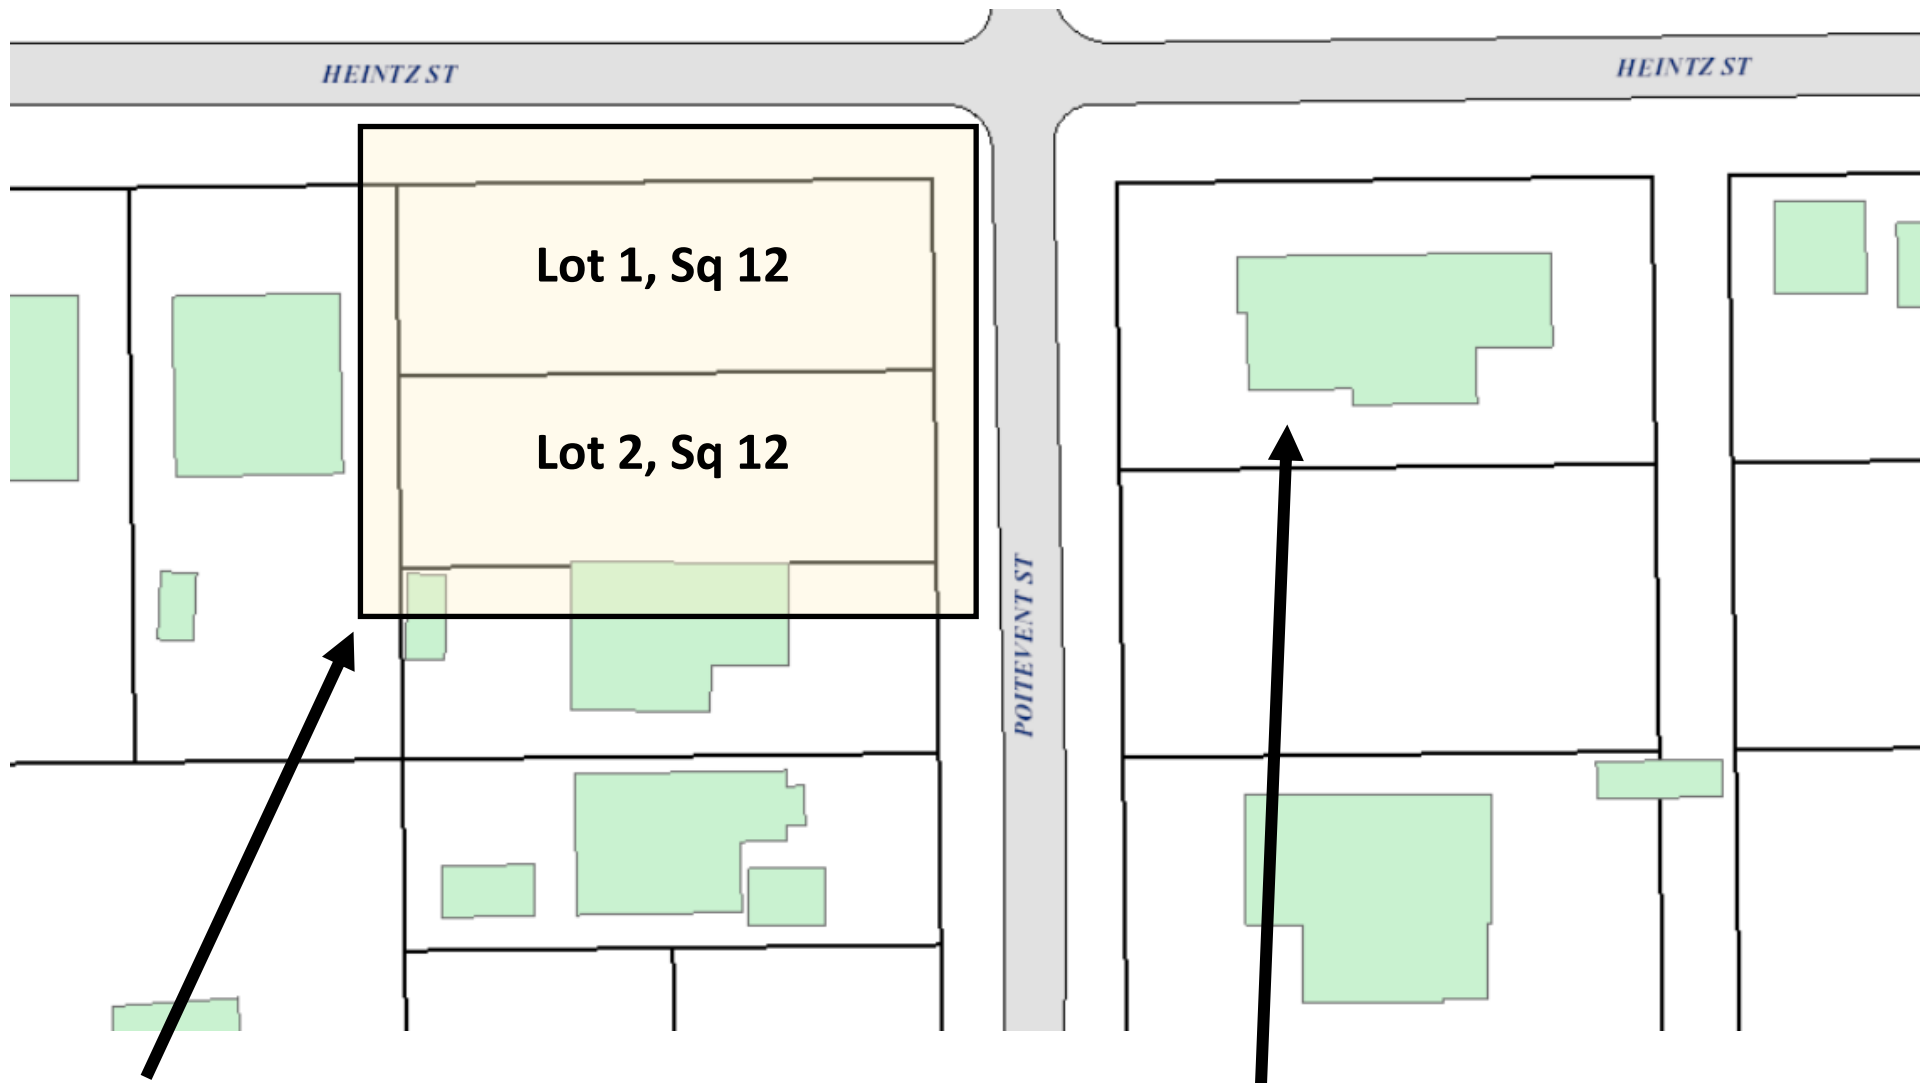 HEINTZ ST
HEINTZ ST
Lot 1, Sq 12
Lot 2, Sq 12
POITEVENT ST